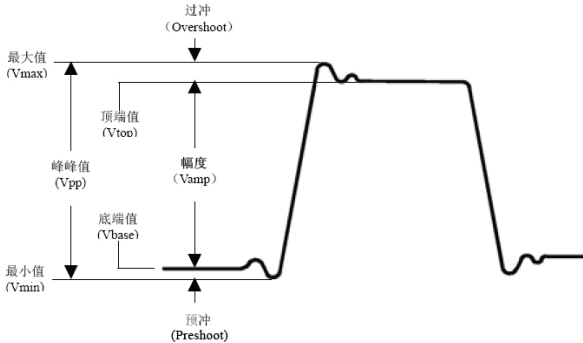 过冲
（Overshoot）
最大值
(Vmax)
顶端值
(Vtop)
峰峰值
(Vpp)
幅度
（Vamp）
底端值
(Vbase)
最小值
(Vmin)
预冲
(Preshoot)